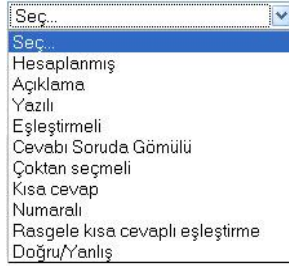 Seç...
Seç...
Hesaplanmış
Açıklama
Yazılı
Eşleştirmeli
Cevabı Soruda Gömülü
Çoktan seçmeli
Kısa cevap
Numaralı
Rasgele kısa cevaplı eşleştirme
Doğru/Yanlış